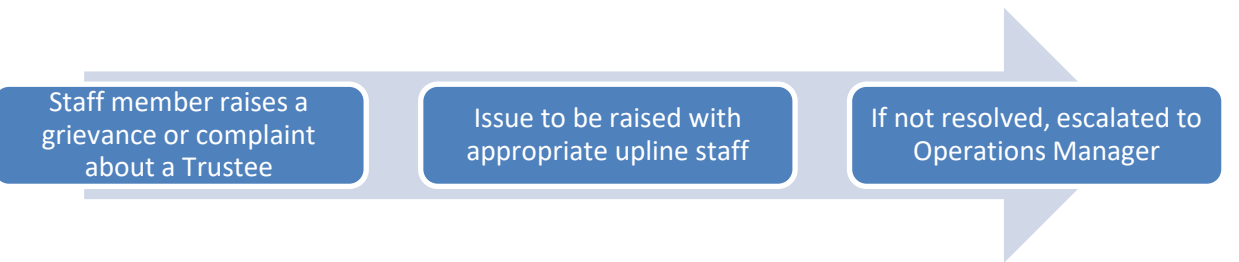 Staff member raises a
grievance or complaint
about a Trustee
Issue to be raised with
appropriate upline staff
If not resolved, escalated to
Operations Manager